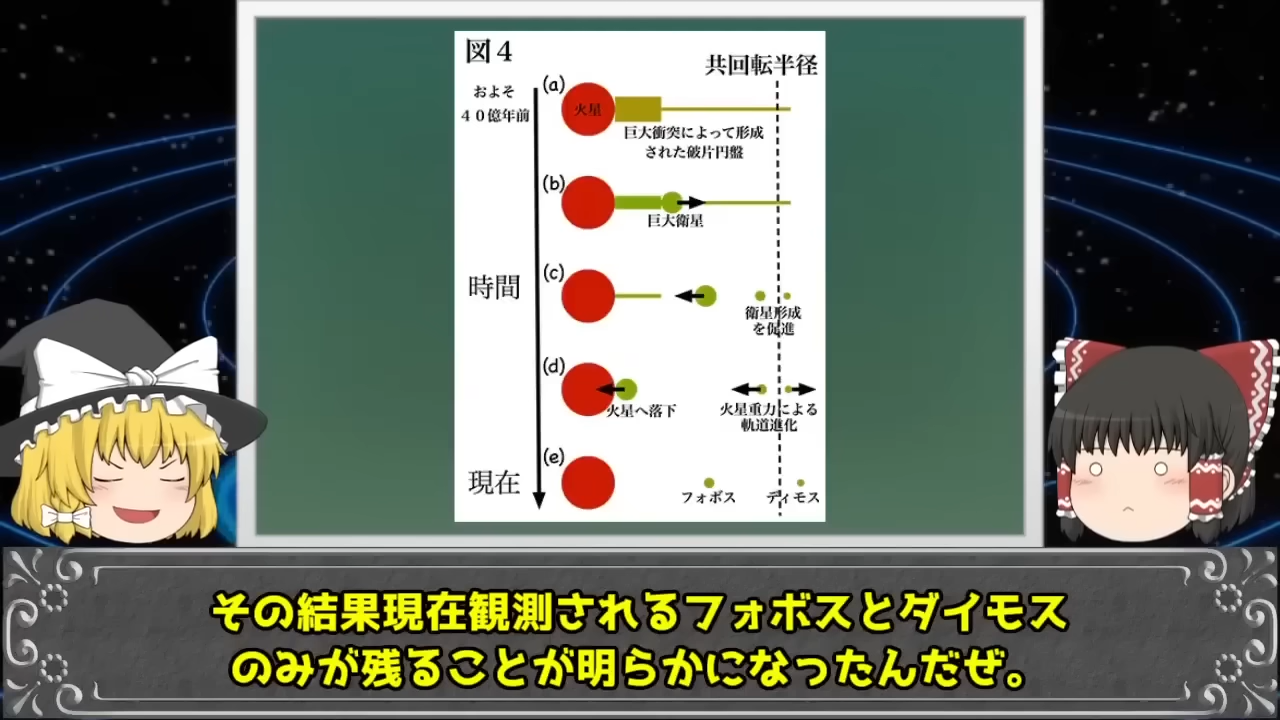 図４
共回転半径
およそ
４０億年前
(a)
火星
巨大衝突によって形成
された破片円盤
(b)
巨大衛星
時間
(c)
衛星形成
を促進
(d)
火星へ落下
火星重力による
軌道進化
(e)
現在
フォボス
ディモス
その結果現在観測されるフォボスとダイモス
のみが残ることが明らかになったんだぜ。